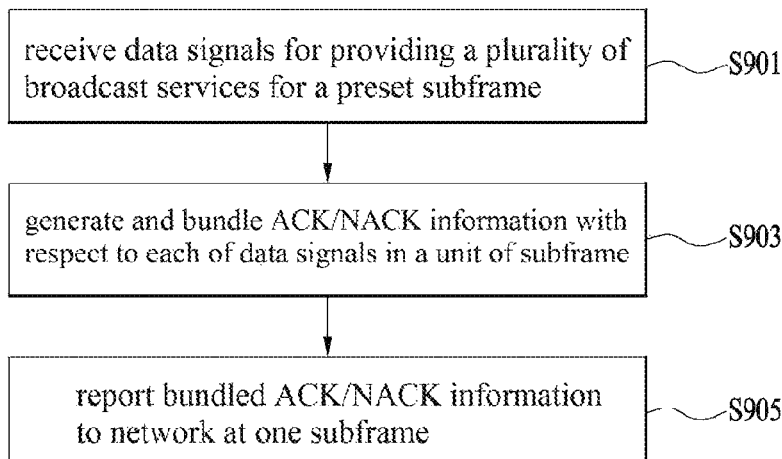 receive data signals for providing a plurality of
broadcast services for a preset subframe
S901
generate and bundle ACK/NACK information with
respect to each of data signals in a unit of subframe
S903
report bundled ACK/NACK information
to network at one subframe
S905